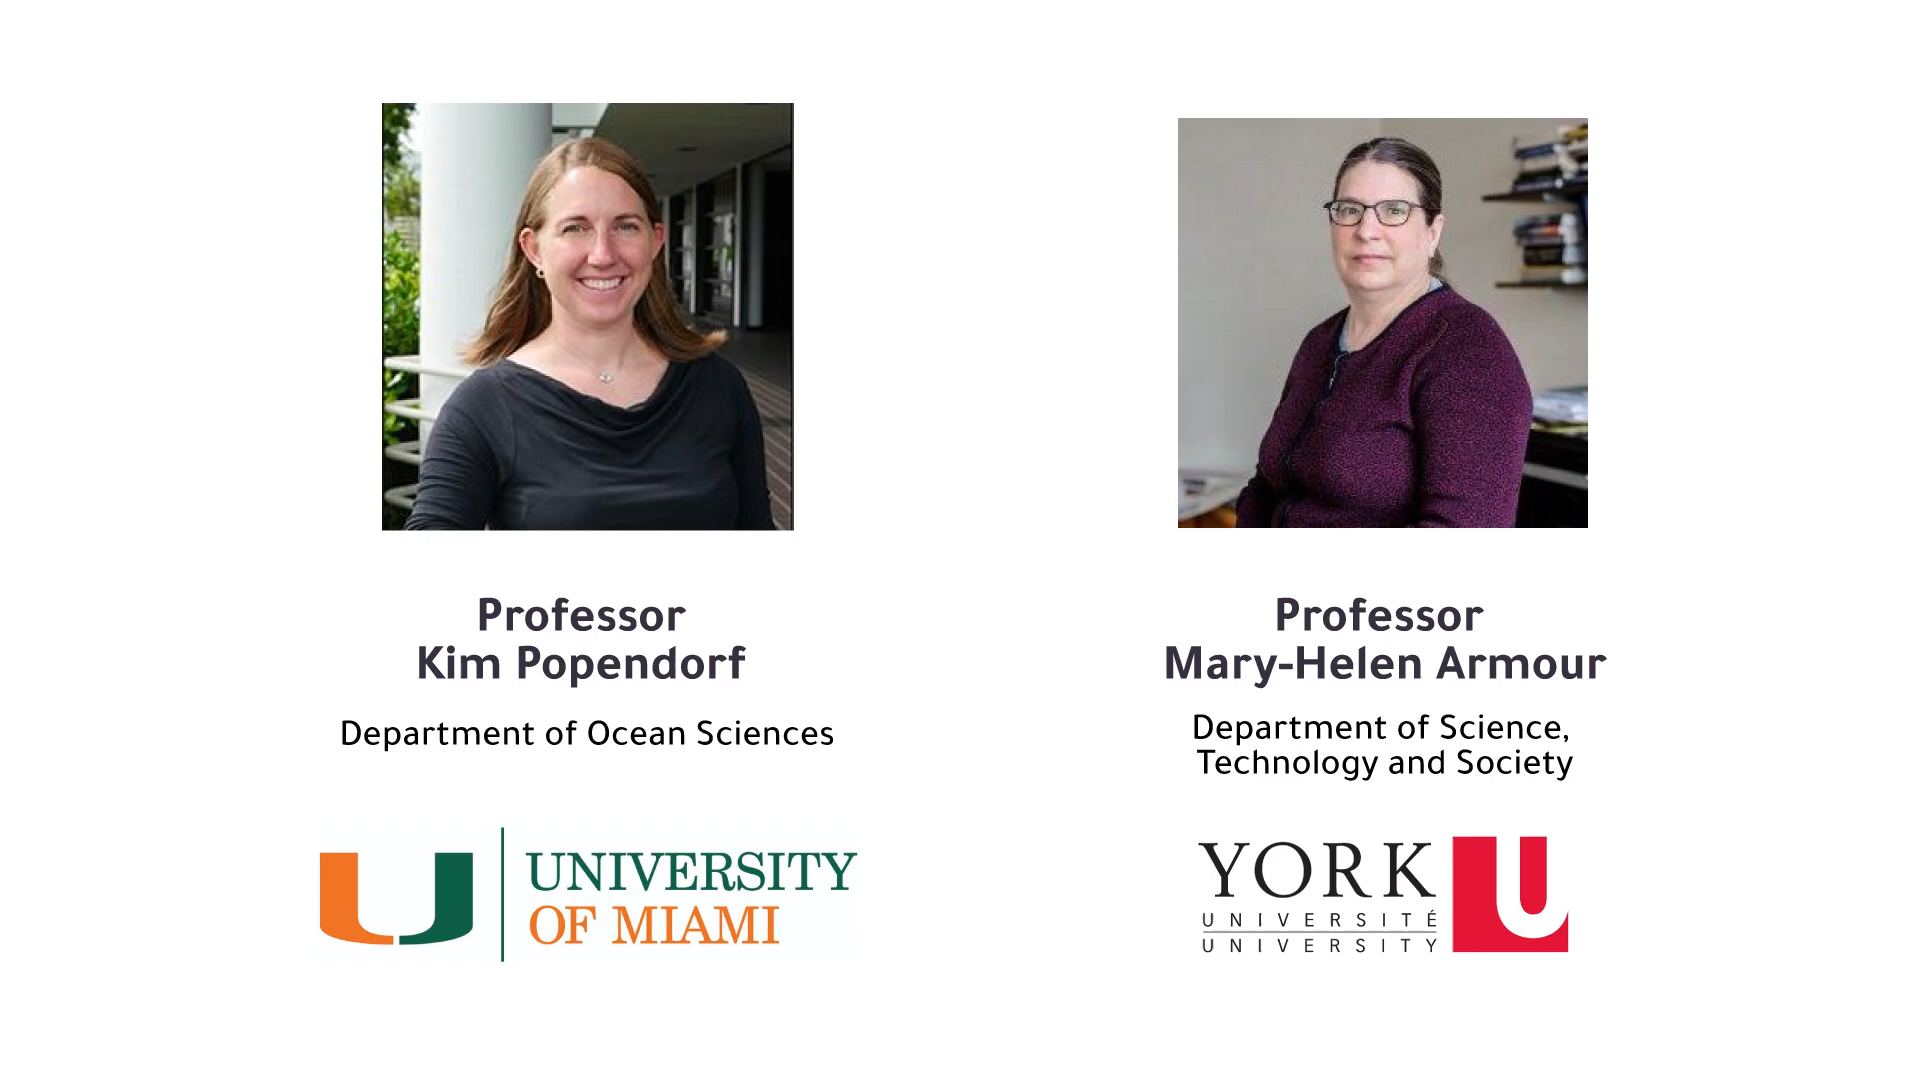 Professor
Kim Popendorf
Department of Ocean Sciences
UNIVERSITY
OF MIAMI
Professor
Mary-Helen Armour
Department of Science,
Technology and Society
YORK
UNIVERSITÉ
UNIVERSITY
U